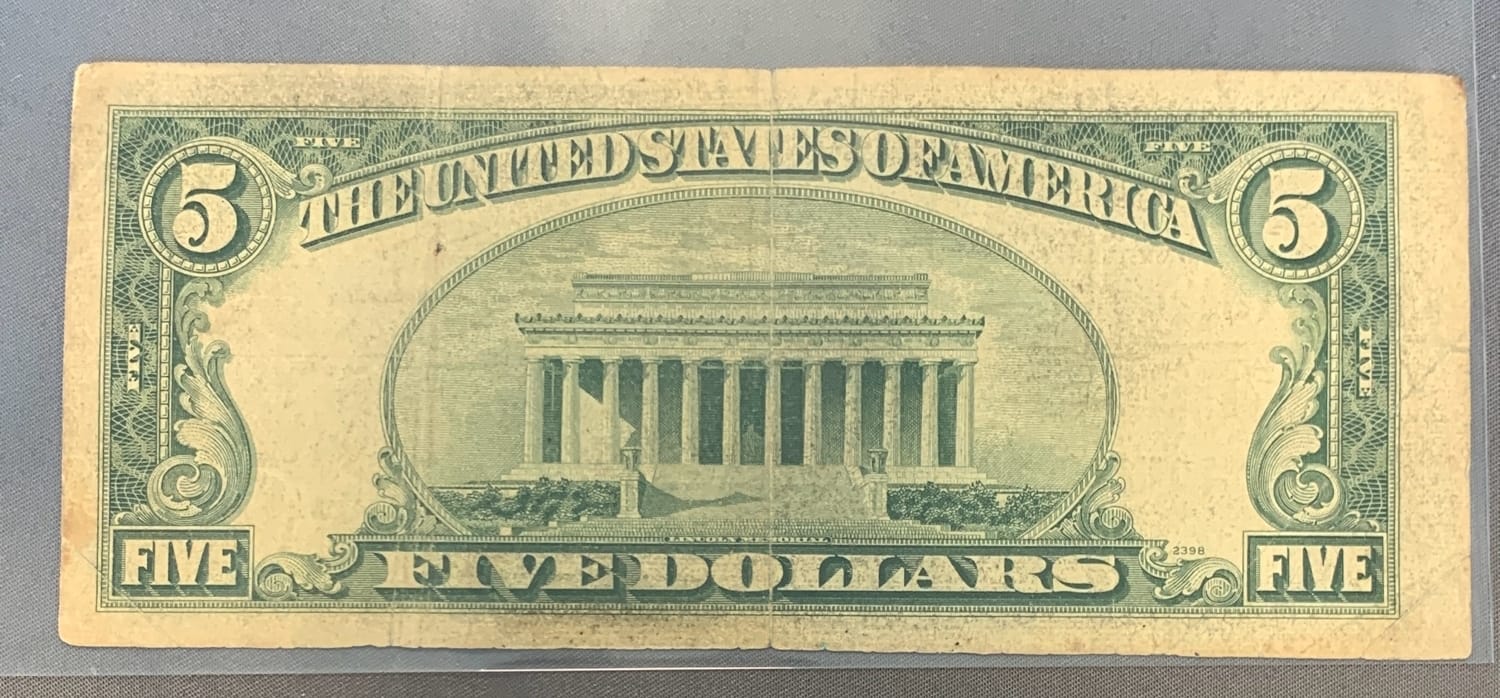 FIVE FIVE
5 THE UNITED STATES OF AMERICA 5
FIVE FIVE
LINCOLN MEMORIAL
2398
FIVE FIVE DOLLARS FIVE